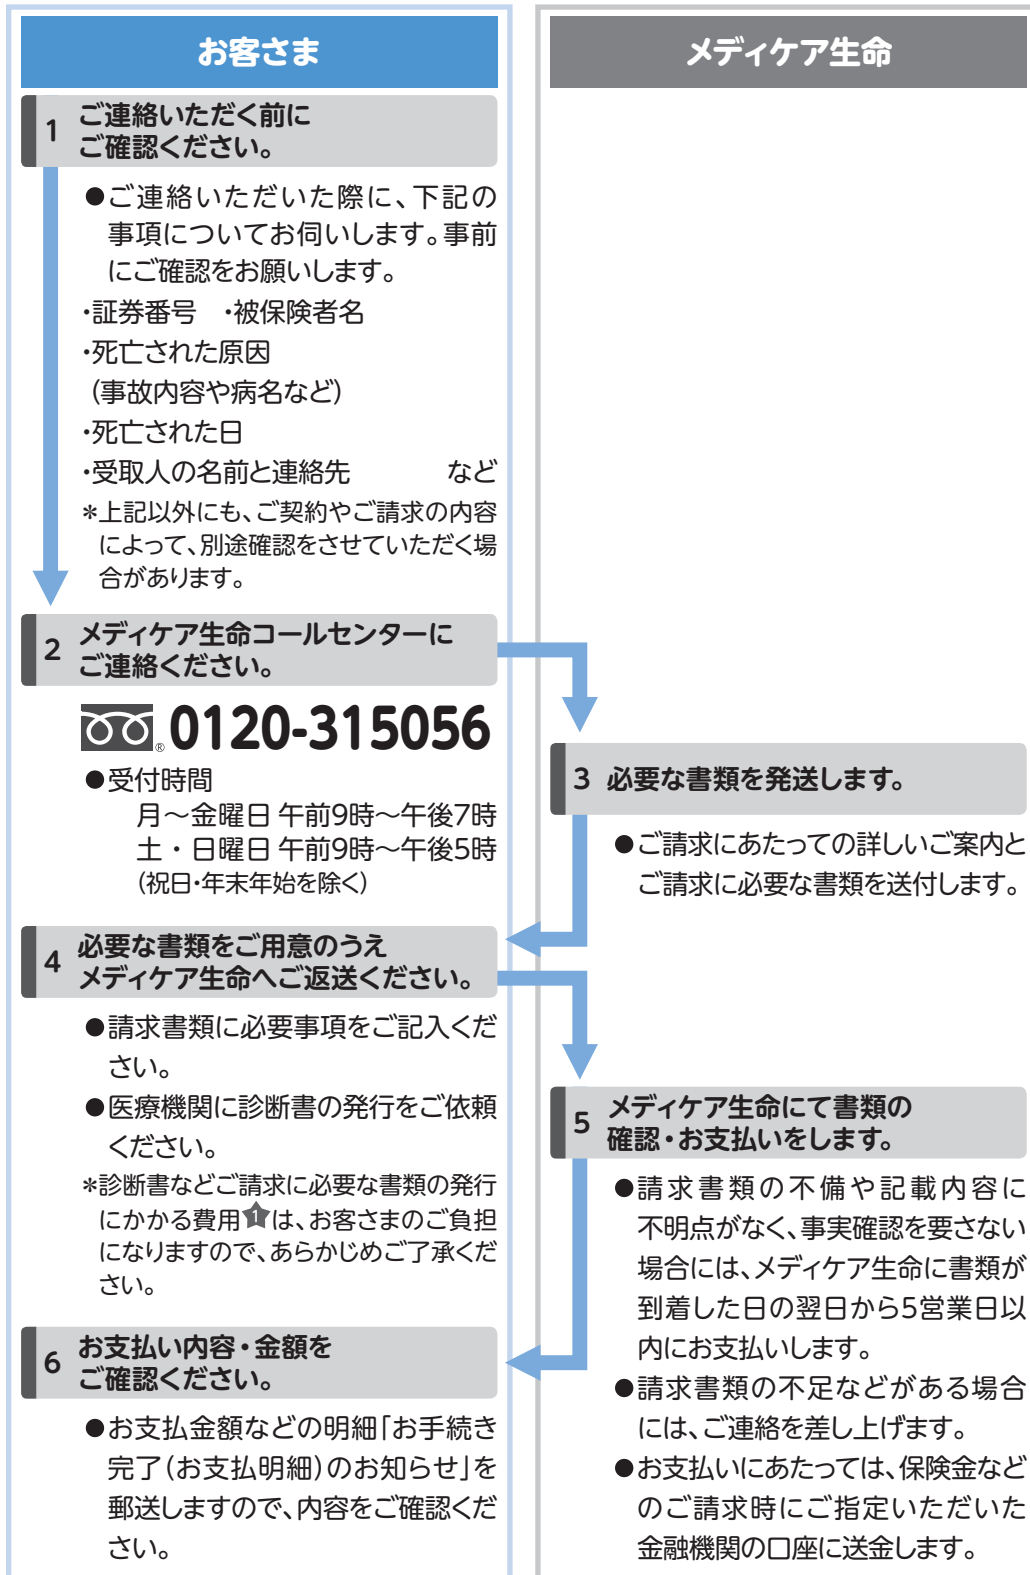 お客さま
1 ご連絡いただく前に
ご確認ください。
●ご連絡いただいた際に、下記の
事項についてお伺いします。事前
にご確認をお願いします。
・証券番号　・被保険者名
・死亡された原因
（事故内容や病名など）
・死亡された日
・受取人の名前と連絡先　　　など
＊上記以外にも、ご契約やご請求の内容
によって、別途確認をさせていただく場
合があります。
2 メディケア生命コールセンターに
ご連絡ください。
® 0120-315056
●受付時間
月～金曜日 午前9時～午後7時
土・日曜日 午前9時～午後5時
（祝日・年末年始を除く）
メディケア生命
3 必要な書類を発送します。
●ご請求にあたっての詳しいご案内と
ご請求に必要な書類を送付します。
4 必要な書類をご用意のうえ
メディケア生命へご返送ください。
●請求書類に必要事項をご記入くだ
さい。
●医療機関に診断書の発行をご依頼
ください。
＊診断書などご請求に必要な書類の発行
にかかる費用1は、お客さまのご負担
になりますので、あらかじめご了承くだ
さい。
5 メディケア生命にて書類の
確認・お支払いをします。
●請求書類の不備や記載内容に
不明点がなく、事実確認を要さない
場合には、メディケア生命に書類が
到着した日の翌日から5営業日以
内にお支払いします。
●請求書類の不足などがある場合
には、ご連絡を差し上げます。
●お支払いにあたっては、保険金など
のご請求時にご指定いただいた
金融機関の口座に送金します。
6 お支払い内容・金額を
ご確認ください。
●お支払金額などの明細「お手続き
完了（お支払明細）のお知らせ」を
郵送しますので、内容をご確認くだ
さい。